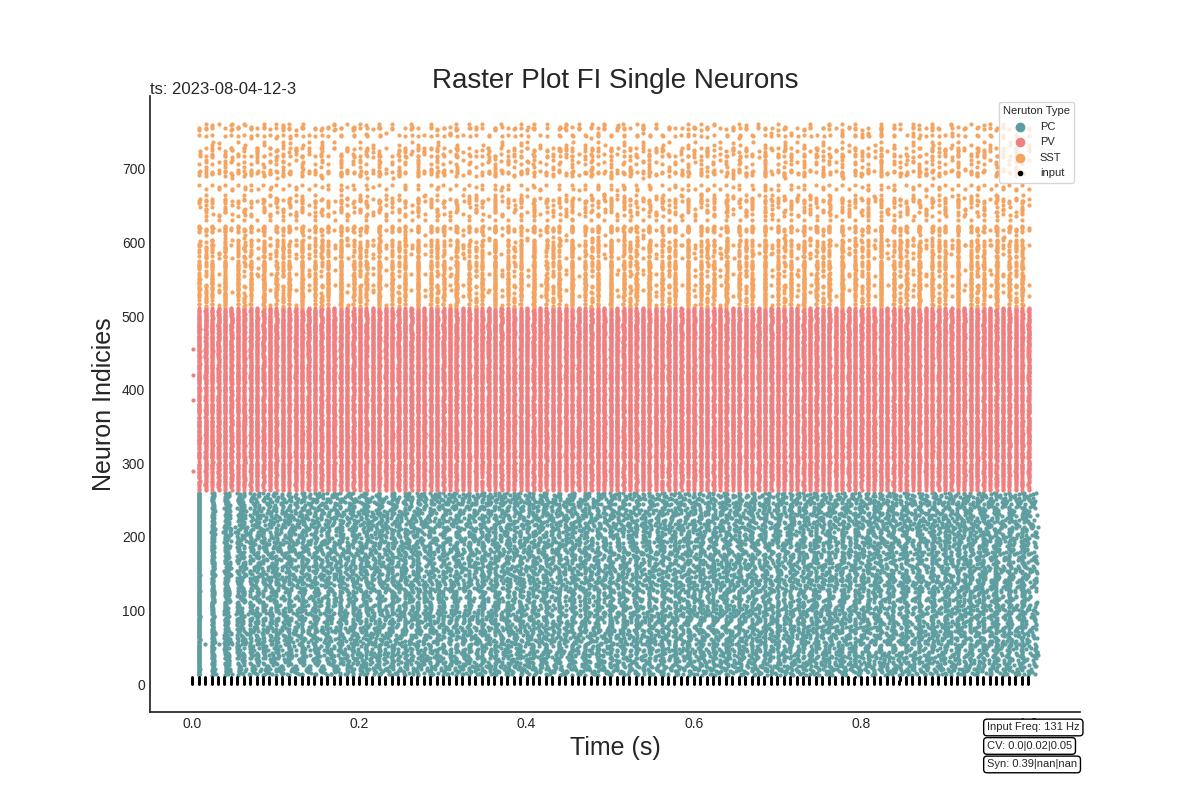 Raster Plot FI Single Neurons
ts: 2023-08-04-12-3
Neruton Type
PC
PV
SST
input
Neuron Indicies
700
600
500
400
300
200
100
0
0.0 0.2 0.4 0.6 0.8
Time (s)
Input Freq: 131 Hz
CV: 0.0|0.02|0.05
Syn: 0.39|nan|nan